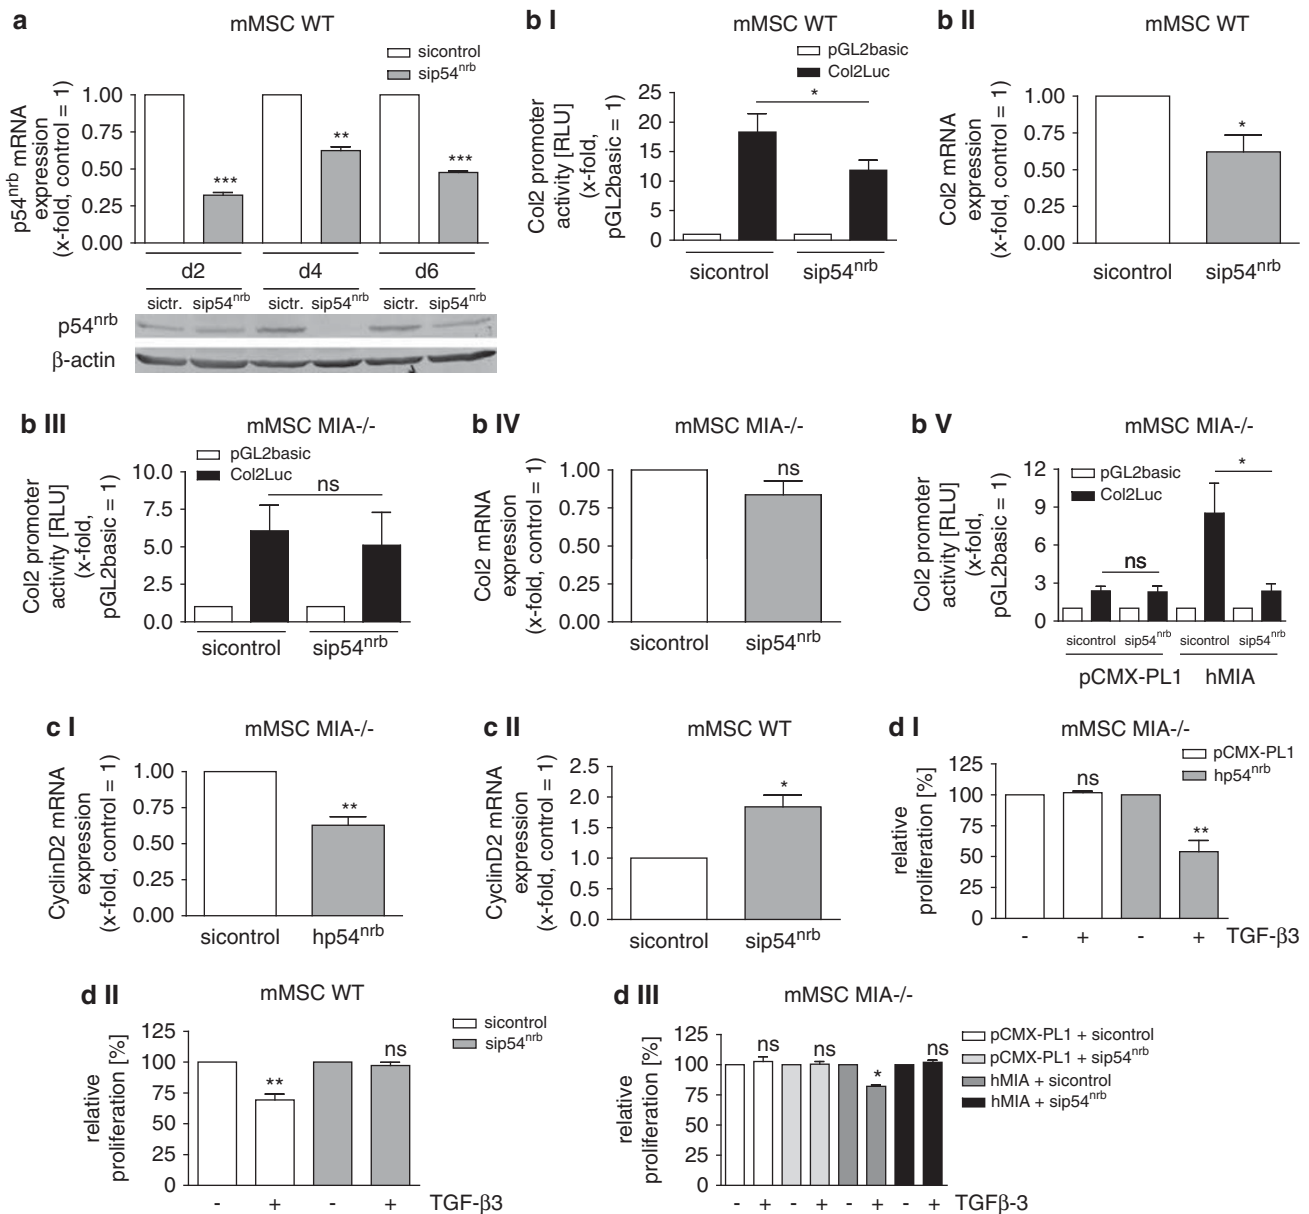 a
mMSC WT
sicontrol
sip54nrb
p54nrb mRNA
expression
(x-fold, control = 1)
1.00
0.75
0.50
0.25
0.00
***
**
***
d2
d4
d6
sictr.
sip54nrb
sictr.
sip54nrb
sictr.
sip54nrb
p54nrb
β-actin
b I
mMSC WT
pGL2basic
Col2Luc
Col2 promoter
activity [RLU]
(x-fold,
pGL2basic = 1)
25
20
15
10
5
0
*
sicontrol
sip54nrb
b II
mMSC WT
Col2 mRNA
expression
(x-fold, control = 1)
1.00
0.75
0.50
0.25
0.00
*
sicontrol
sip54nrb
b III
mMSC MIA-/-
pGL2basic
Col2Luc
Col2 promoter
activity [RLU]
(x-fold,
pGL2basic = 1)
10.0
7.5
5.0
2.5
0.0
ns
sicontrol
sip54nrb
b IV
mMSC MIA-/-
Col2 mRNA
expression
(x-fold, control = 1)
1.00
0.75
0.50
0.25
0.00
ns
sicontrol
sip54nrb
b V
mMSC MIA-/-
pGL2basic
Col2Luc
Col2 promoter
activity [RLU]
(x-fold,
pGL2basic = 1)
12
9
6
3
0
ns
*
sicontrol
sip54nrb
sicontrol
sip54nrb
pCMX-PL1
hMIA
c I
mMSC MIA-/-
CyclinD2 mRNA
expression
(x-fold, control = 1)
1.00
0.75
0.50
0.25
0.00
**
sicontrol
hp54nrb
c II
mMSC WT
CyclinD2 mRNA
expression
(x-fold, control = 1)
2.5
2.0
1.5
1.0
0.5
0.0
*
sicontrol
sip54nrb
d I
mMSC MIA-/-
pCMX-PL1
hp54nrb
relative
proliferation [%]
125
100
75
50
25
0
ns
**
- + - + TGF-β3
d II
mMSC WT
sicontrol
sip54nrb
relative
proliferation [%]
125
100
75
50
25
0
**
ns
- + - + TGF-β3
d III
mMSC MIA-/-
pCMX-PL1 + sicontrol
pCMX-PL1 + sip54nrb
hMIA + sicontrol
hMIA + sip54nrb
relative
proliferation [%]
125
100
75
50
25
0
ns
ns
*
ns
- + - + - + - + TGFβ-3